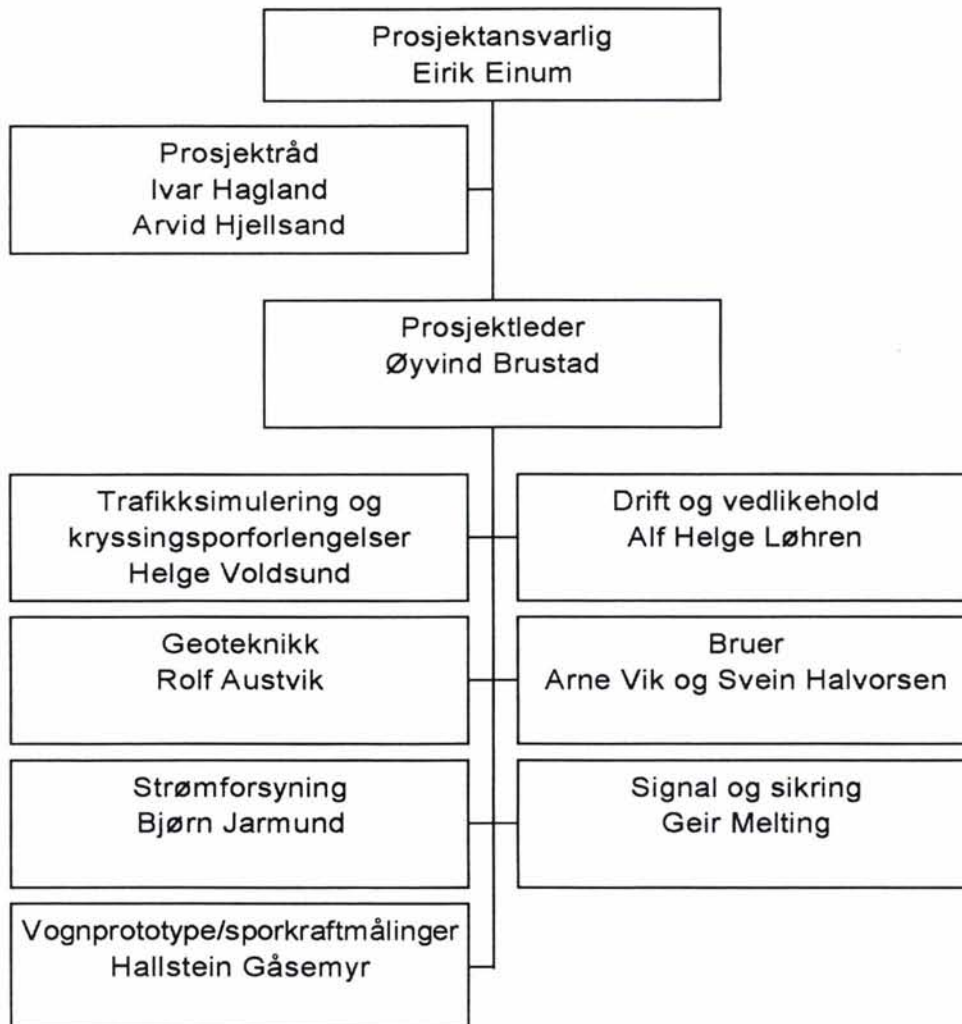 Prosjektansvarlig
Eirik Einum
Prosjektråd
Ivar Hagland
Arvid Hjellsand
Prosjektleder
Øyvind Brustad
Trafikksimulering og
kryssingsporforlengelser
Helge Voldsund
Drift og vedlikehold
Alf Helge Løhren
Geoteknikk
Rolf Austvik
Bruer
Arne Vik og Svein Halvorsen
Strømforsyning
Bjørn Jarmund
Signal og sikring
Geir Melting
Vognprototype/sporkraftmålinger
Hallstein Gåsemyr